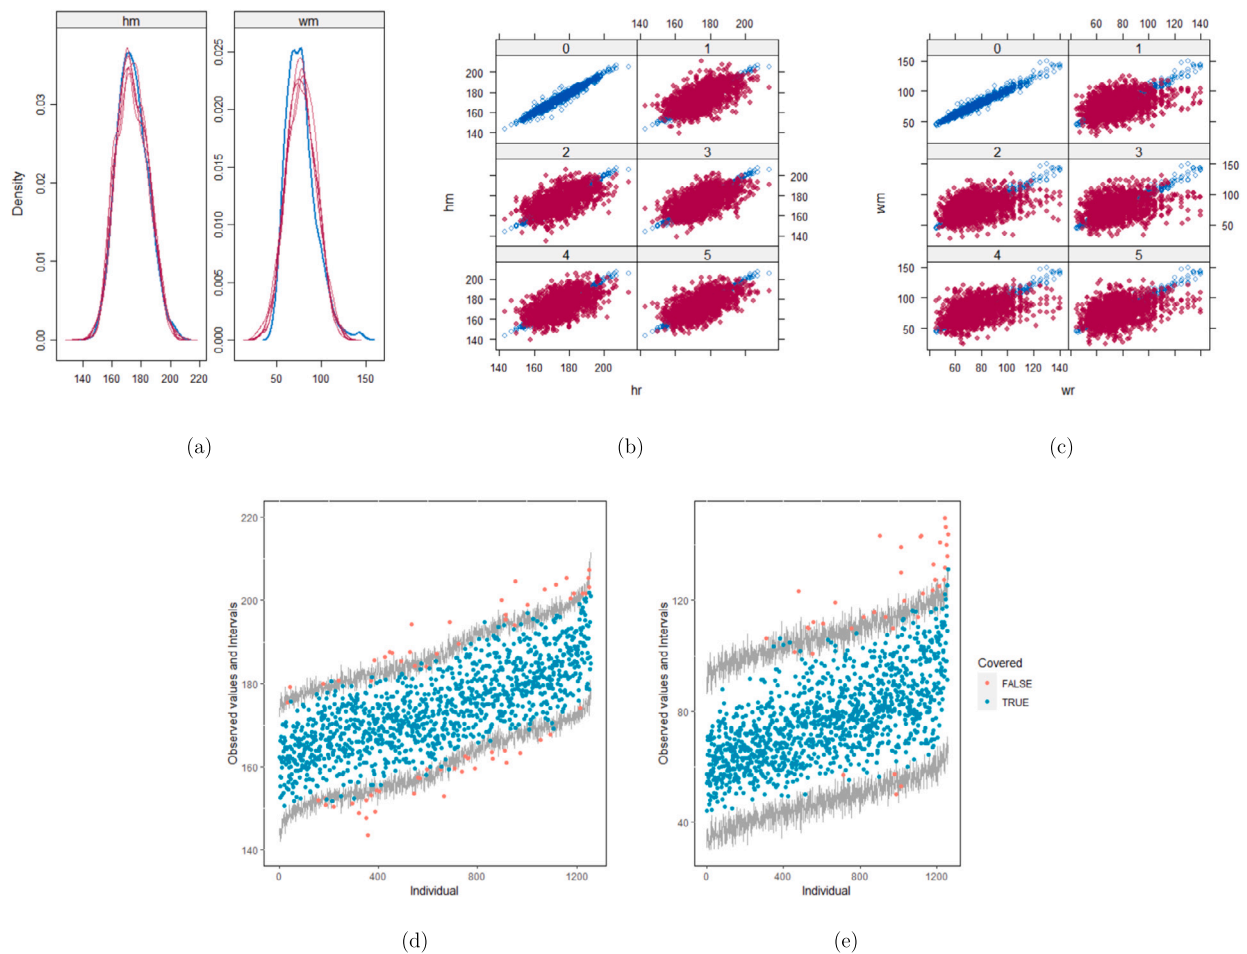 hm
wm
Density
0.00
0.01
0.02
0.03
0.000
0.005
0.010
0.015
0.020
0.025
140 160 180 200 220
50 100 150
(a)
140 160 180 200
0
1
2
3
4
5
hm
200
180
160
140
200
180
160
140
200
180
160
140
140 160 180 200
hr
(b)
60 80 100 120 140
0
1
2
3
4
5
wm
150
100
50
150
100
50
150
100
50
60 80 100 120 140
wr
(c)
Observed values and Intervals
220
200
180
160
140
0 400 800 1200
Individual
(d)
Observed values and Intervals
120
80
40
0 400 800 1200
Individual
(e)
Covered
FALSE
TRUE